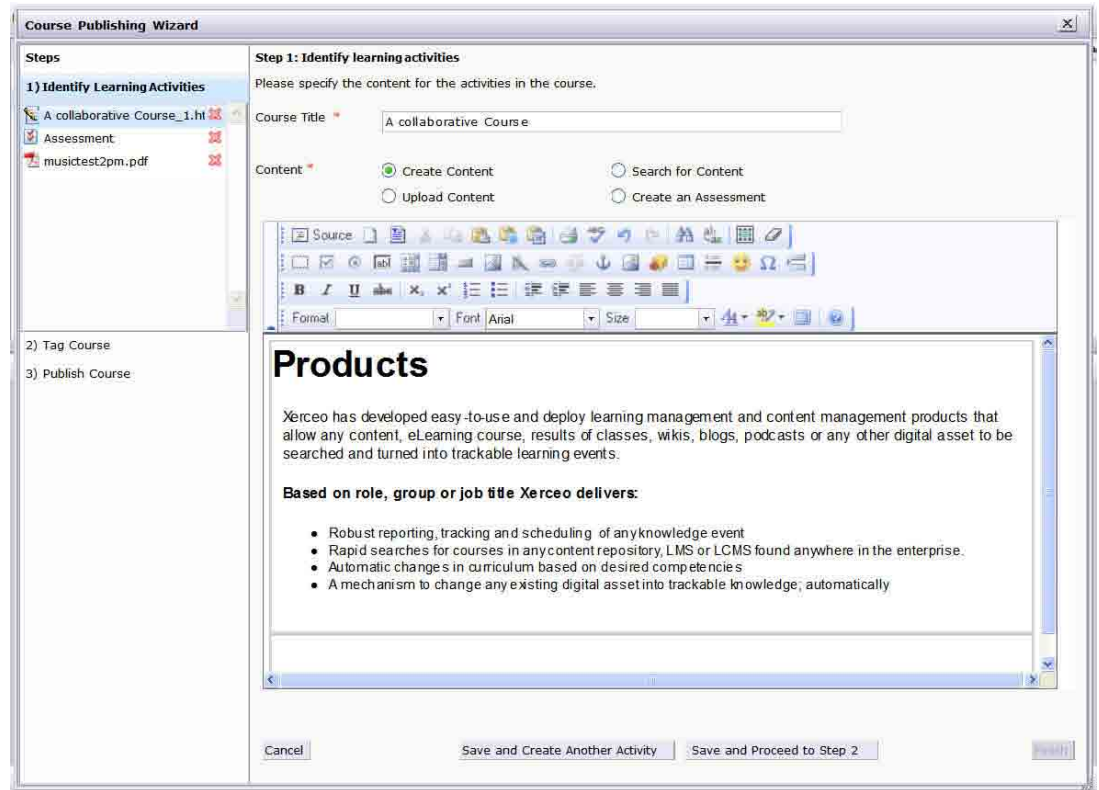 Course Publishing Wizard
Steps
1) Identify Learning Activities
A collaborative Course_1.ht
Assessment
musictest2pm.pdf
2) Tag Course
3) Publish Course
Step 1: Identify learning activities
Please specify the content for the activities in the course.
Course Title * A collaborative Course
Content * Create Content Search for Content
Upload Content Create an Assessment
Source
B I U abc x₂ x²
Format Font Arial Size
Products
Xerceo has developed easy-to-use and deploy learning management and content management products that
allow any content, eLearning course, results of classes, wikis, blogs, podcasts or any other digital asset to be
searched and turned into trackable learning events.
Based on role, group or job title Xerceo delivers:
• Robust reporting, tracking and scheduling of any knowledge event
• Rapid searches for courses in any content repository, LMS or LCMS found anywhere in the enterprise.
• Automatic changes in curriculum based on desired competencies
• A mechanism to change any existing digital asset into trackable knowledge; automatically
Cancel Save and Create Another Activity Save and Proceed to Step 2